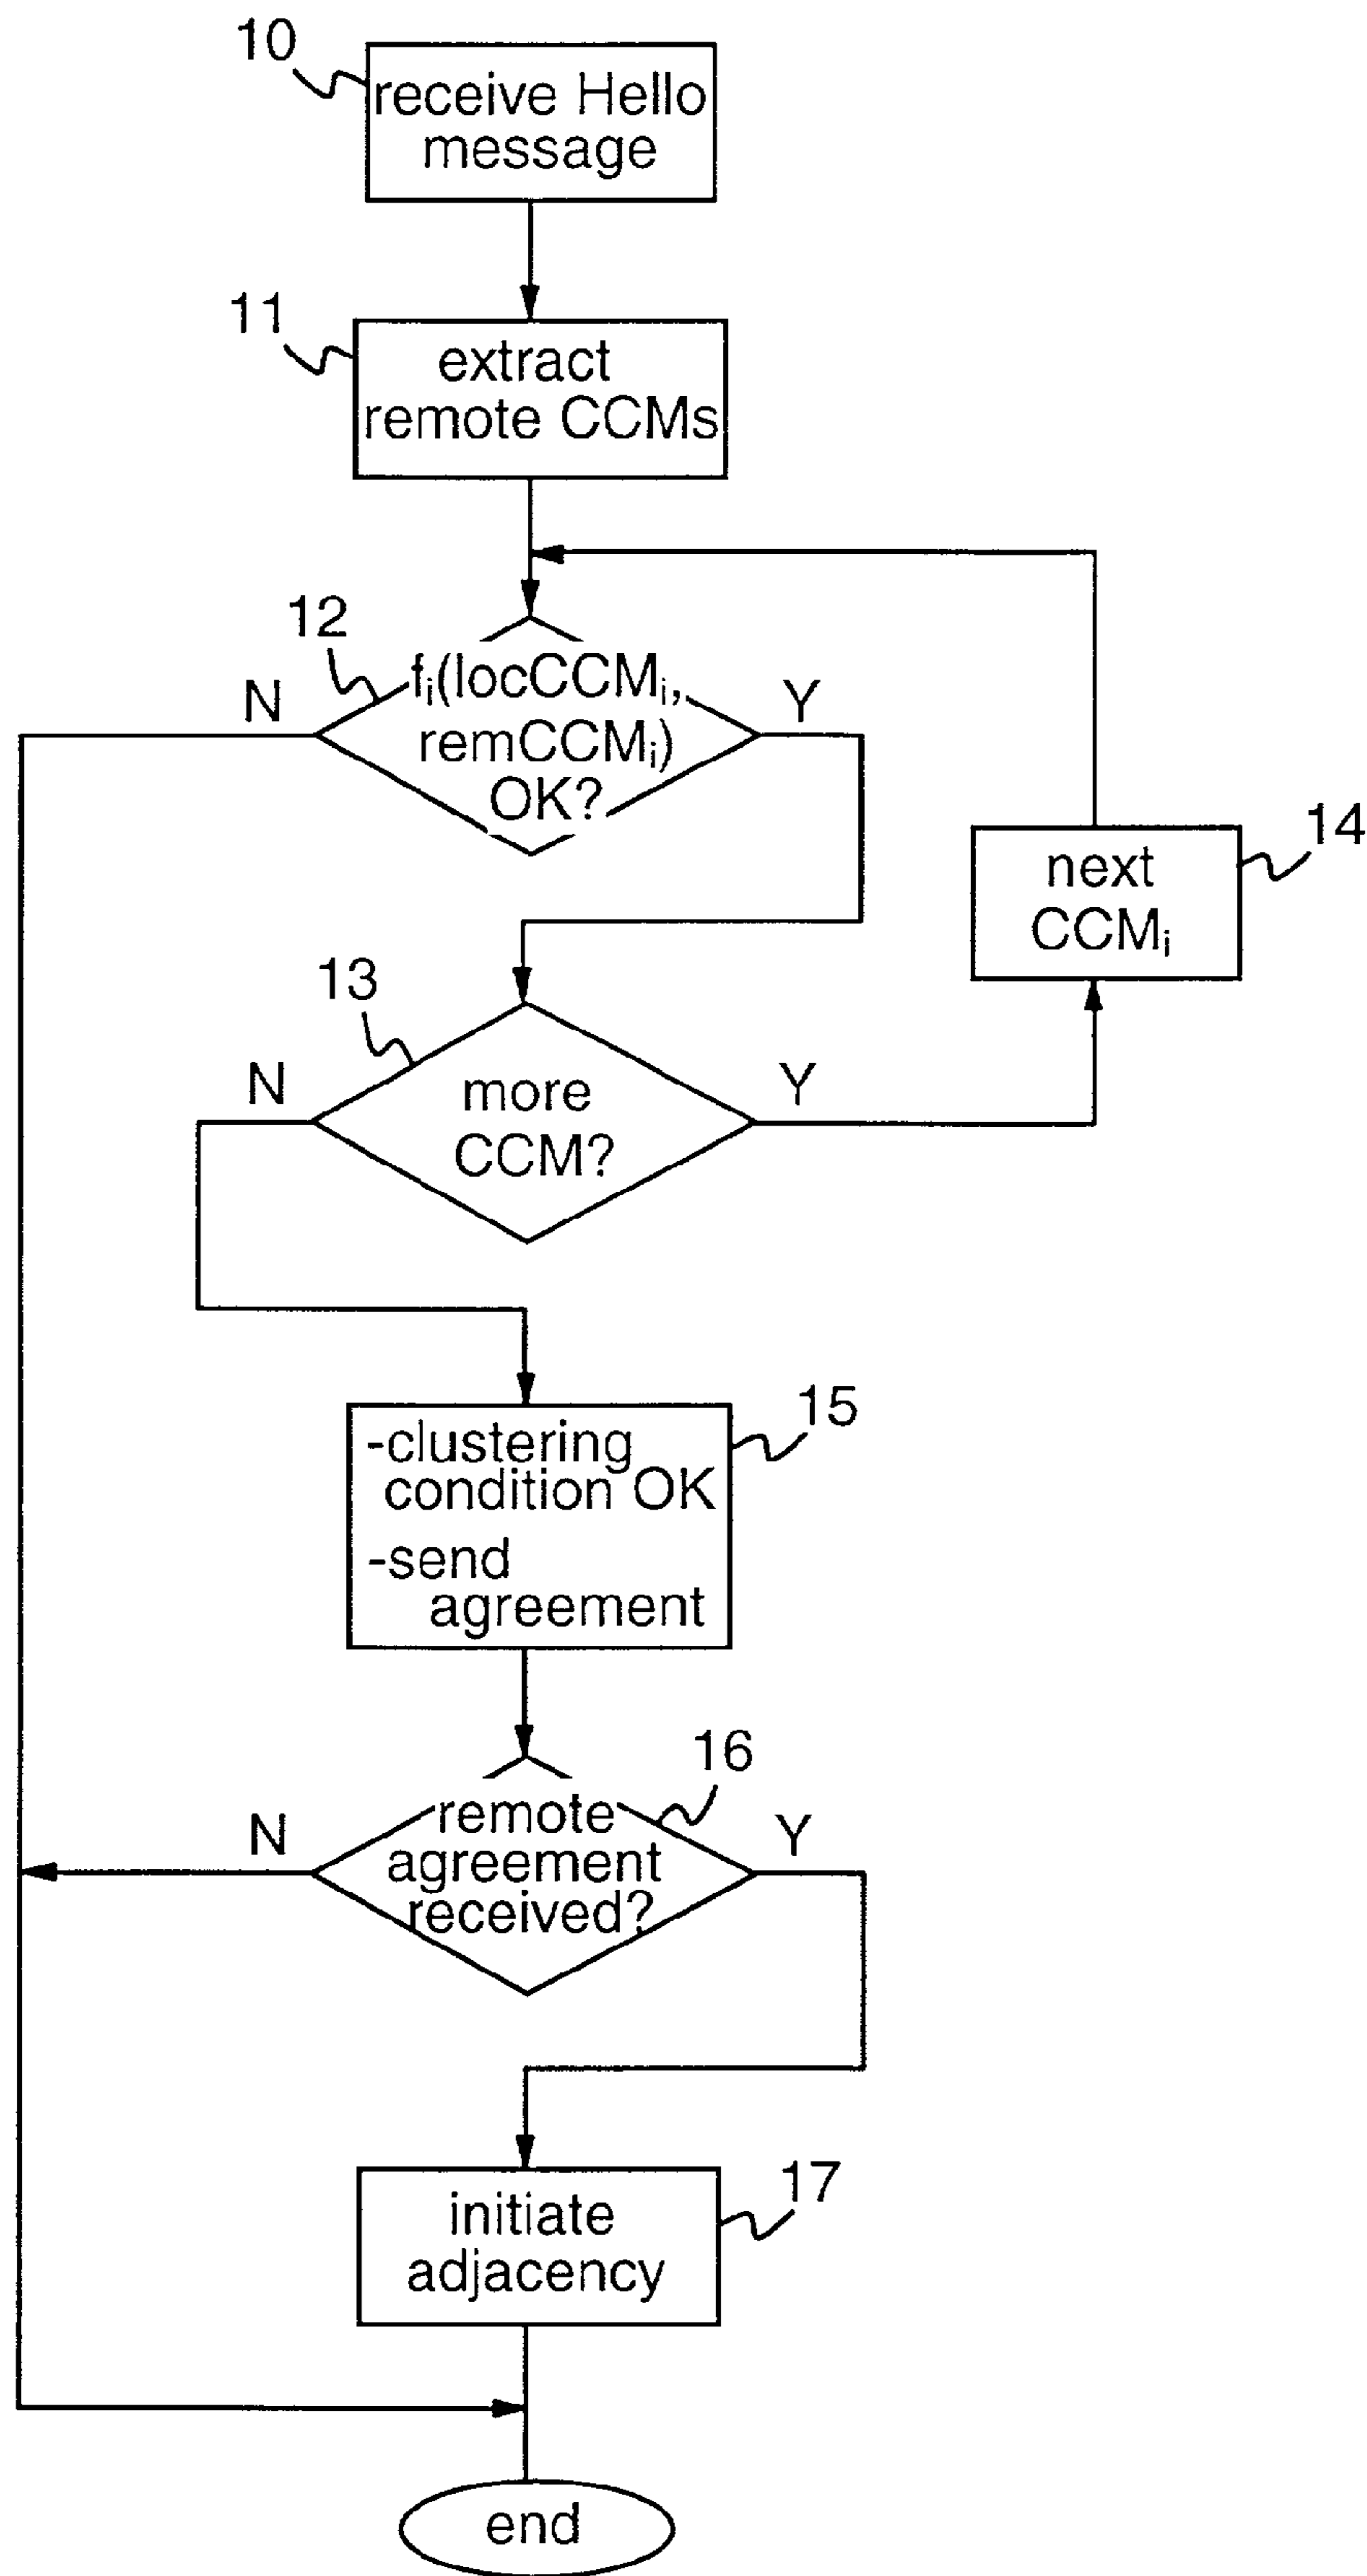 10
receive Hello
message
11
extract
remote CCMs
12
N
fᵢ(locCCMᵢ,
remCCMᵢ)
OK?
Y
14
next
CCMᵢ
13
N
more
CCM?
Y
15
-clustering
condition OK
-send
agreement
16
N
remote
agreement
received?
Y
17
initiate
adjacency
end